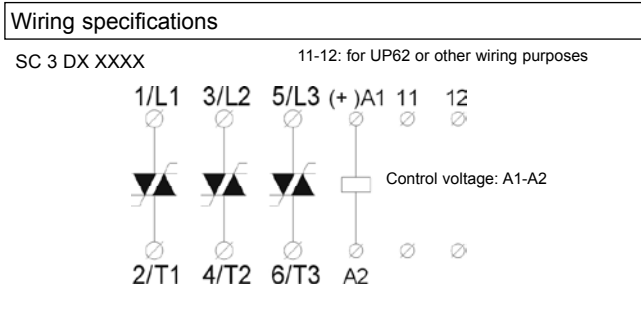 Wiring specifications
SC 3 DX XXXX
11-12: for UP62 or other wiring purposes
1/L1 3/L2 5/L3 (+ )A1 11 12
Control voltage: A1-A2
2/T1 4/T2 6/T3 A2